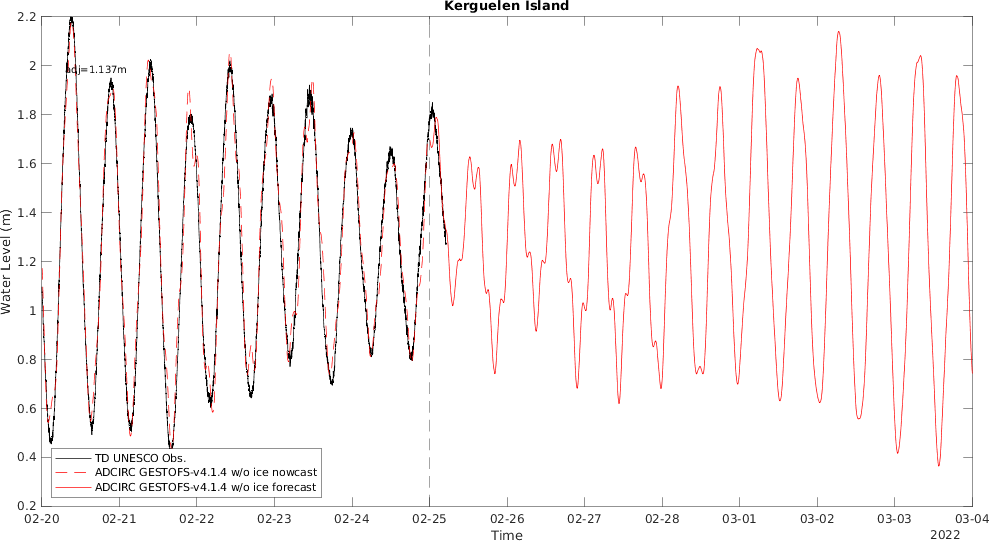 Kerguelen Island
2.2
2
1.8
1.6
1.4
1.2
1
0.8
0.6
0.4
0.2
Water Level (m)
adj=1.137m
TD UNESCO Obs.
ADCIRC GESTOFS-v4.1.4 w/o ice nowcast
ADCIRC GESTOFS-v4.1.4 w/o ice forecast
02-20 02-21 02-22 02-23 02-24 02-25 02-26 02-27 02-28 03-01 03-02 03-03 03-04
Time
2022